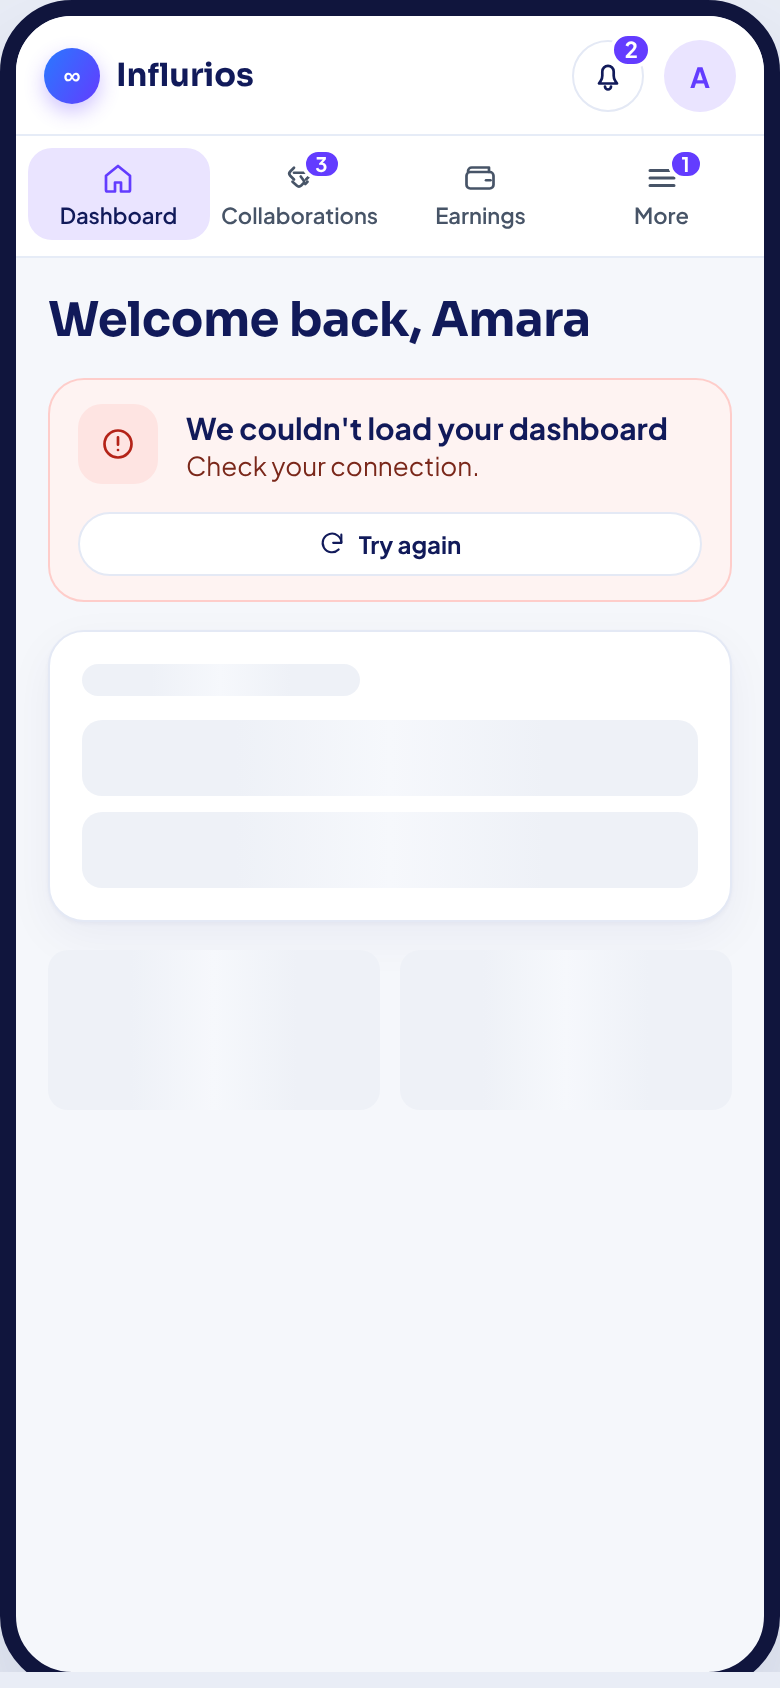 ∞ Influrios
2
A
Dashboard
3
Collaborations
Earnings
1
More
Welcome back, Amara
We couldn't load your dashboard
Check your connection.
Try again